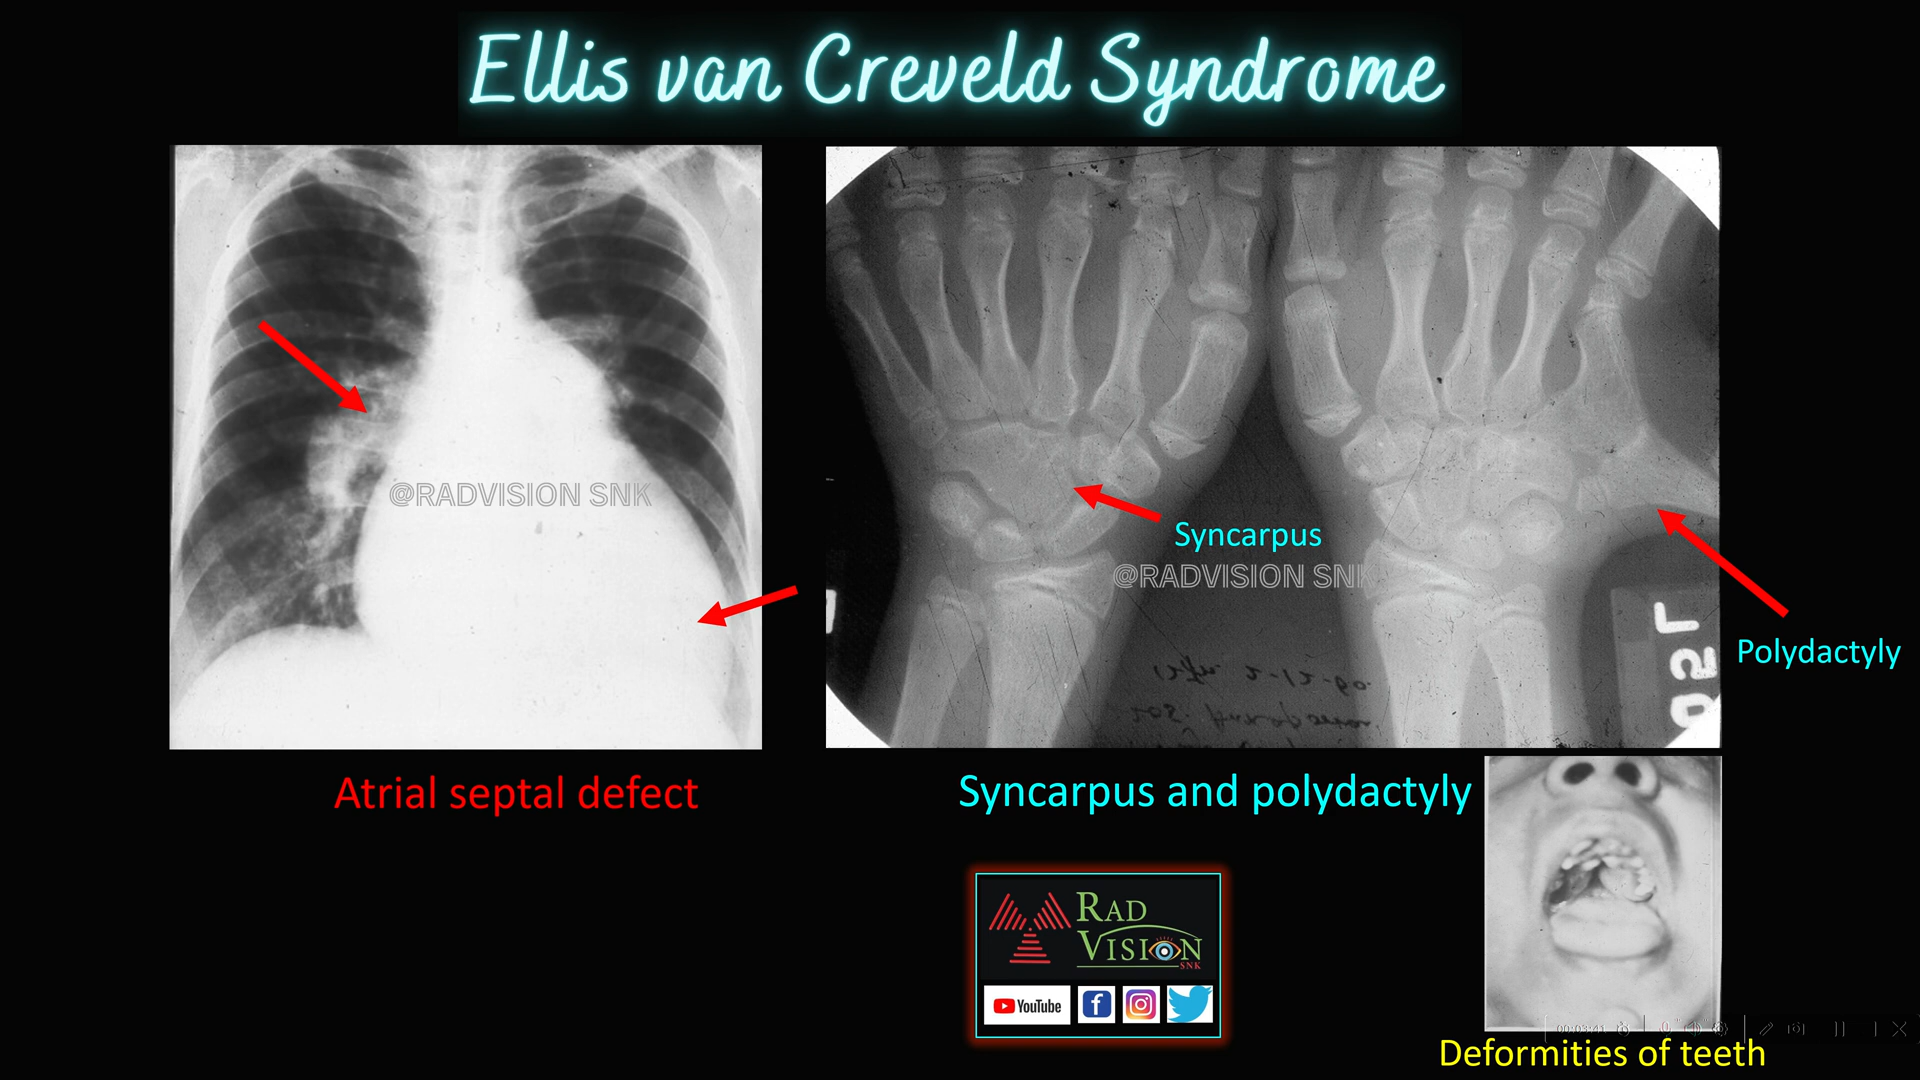 Ellis van Creveld Syndrome
@RADVISION SNK
Syncarpus
@RADVISION SNK
Polydactyly
Atrial septal defect
Syncarpus and polydactyly
RAD
VISION
SNK
YouTube
Deformities of teeth